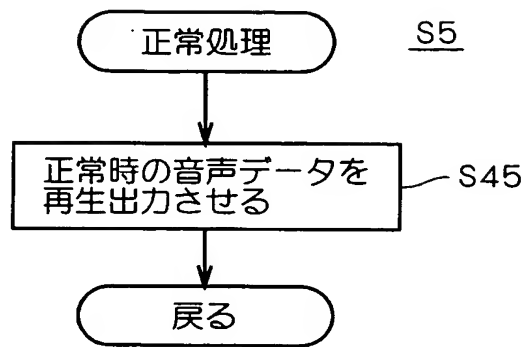 正常処理
S5
正常時の音声データを
再生出力させる
S45
戻る